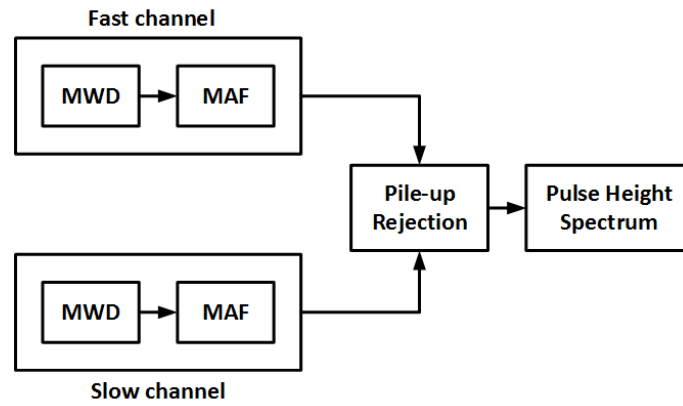 Fast channel
MWD
MAF
Pile-up
Rejection
Pulse Height
Spectrum
MWD
MAF
Slow channel